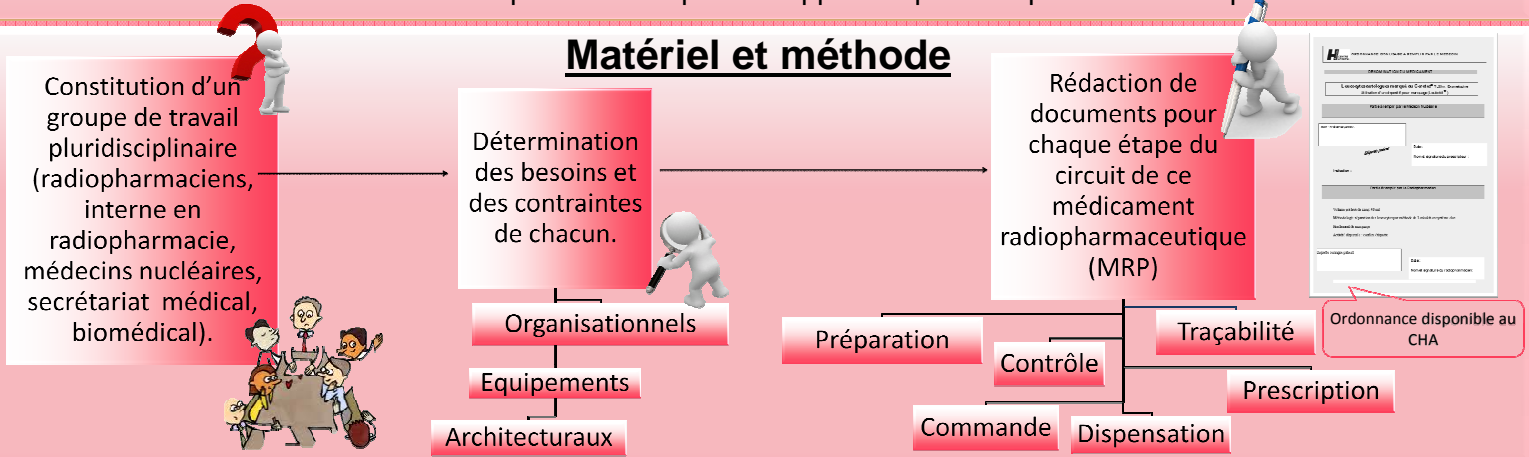 Matériel et méthode
Constitution d'un
groupe de travail
pluridisciplinaire
(radiopharmaciens,
interne en
radiopharmacie,
médecins nucléaires,
secrétariat médical,
biomédical).
Détermination
des besoins et
des contraintes
de chacun.
Organisationnels
Equipements
Architecturaux
Rédaction de
documents pour
chaque étape du
circuit de ce
médicament
radiopharmaceutique
(MRP)
Préparation
Contrôle
Commande
Dispensation
Traçabilité
Prescription
Ordonnance disponible au
CHA